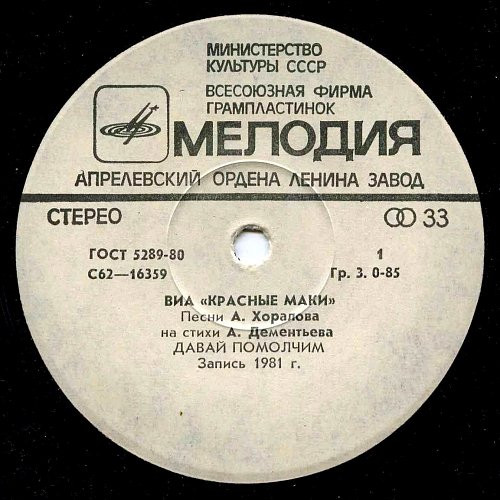 МИНИСТЕРСТВО
КУЛЬТУРЫ СССР
ВСЕСОЮЗНАЯ ФИРМА
ГРАМПЛАСТИНОК
МЕЛОДИЯ
АПРЕЛЕВСКИЙ ОРДЕНА ЛЕНИНА ЗАВОД
СТЕРЕО 33
ГОСТ 5289-80 1
С62—16359 Гр. 3. 0-85
ВИА «КРАСНЫЕ МАКИ»
Песни А. Хоралова
на стихи А. Дементьева
ДАВАЙ ПОМОЛЧИМ
Запись 1981 г.